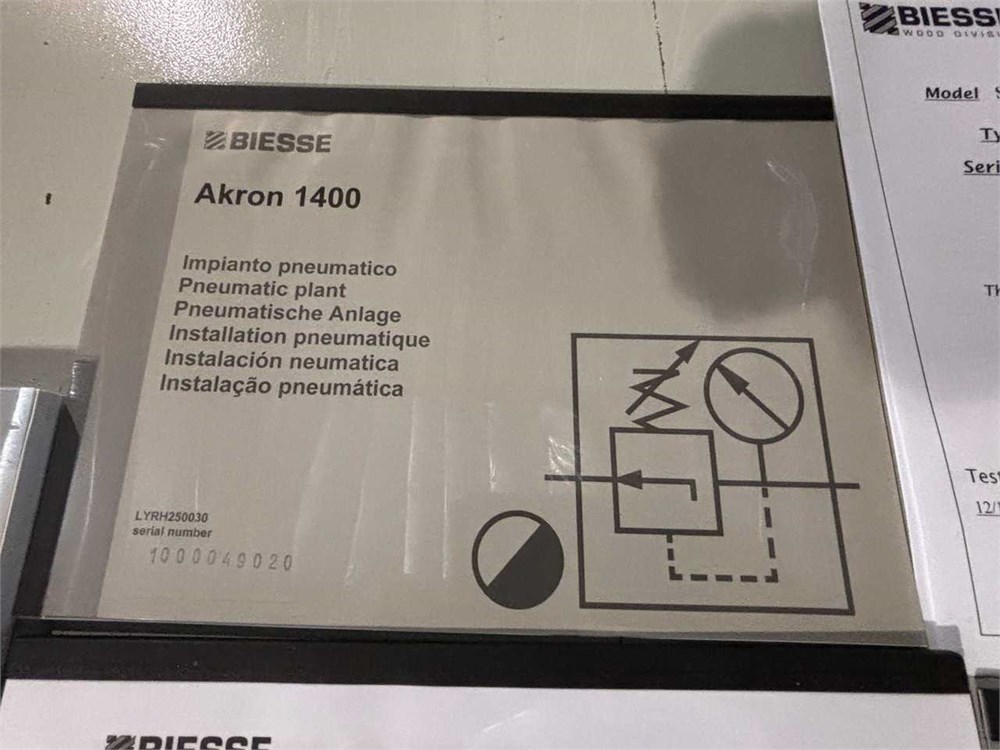 BIESSE
Akron 1400
Impianto pneumatico
Pneumatic plant
Pneumatische Anlage
Installation pneumatique
Instalación neumatica
Instalação pneumática
LYRH250030
serial number
1000049020
BIESSE
WOOD
Model
BIESSE